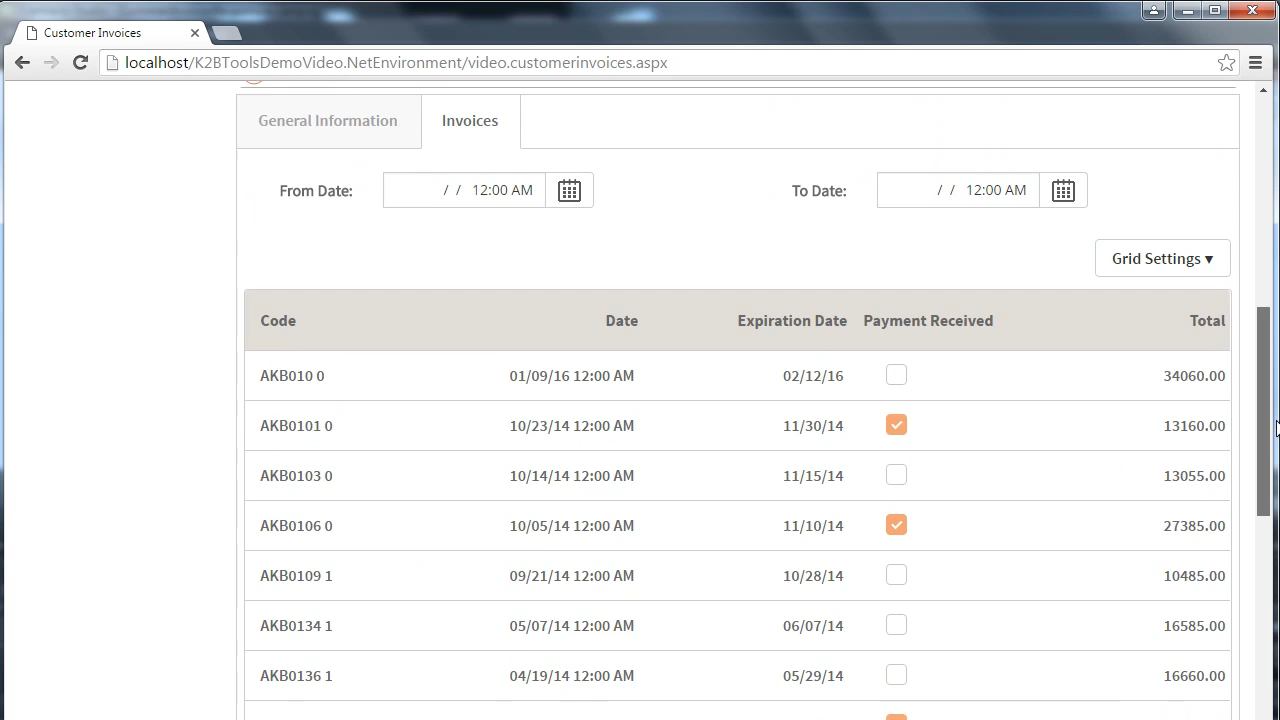 Customer Invoices
localhost/K2BToolsDemoVideo.NetEnvironment/video.customerinvoices.aspx
General Information Invoices
From Date: / / 12:00 AM To Date: / / 12:00 AM
Grid Settings ▾
Code Date Expiration Date Payment Received Total
AKB010 0 01/09/16 12:00 AM 02/12/16 34060.00
AKB0101 0 10/23/14 12:00 AM 11/30/14 13160.00
AKB0103 0 10/14/14 12:00 AM 11/15/14 13055.00
AKB0106 0 10/05/14 12:00 AM 11/10/14 27385.00
AKB0109 1 09/21/14 12:00 AM 10/28/14 10485.00
AKB0134 1 05/07/14 12:00 AM 06/07/14 16585.00
AKB0136 1 04/19/14 12:00 AM 05/29/14 16660.00